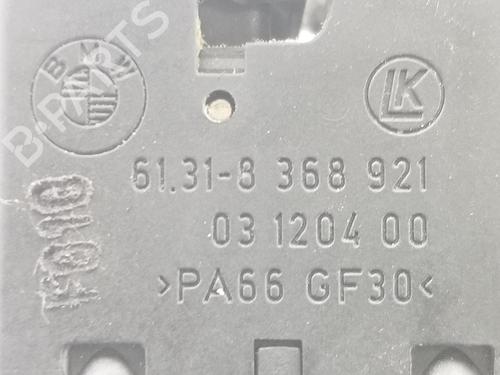 BMW
LK
61.31-8 368 921
03 1204 00
>PA66 GF30<
B-PARTS